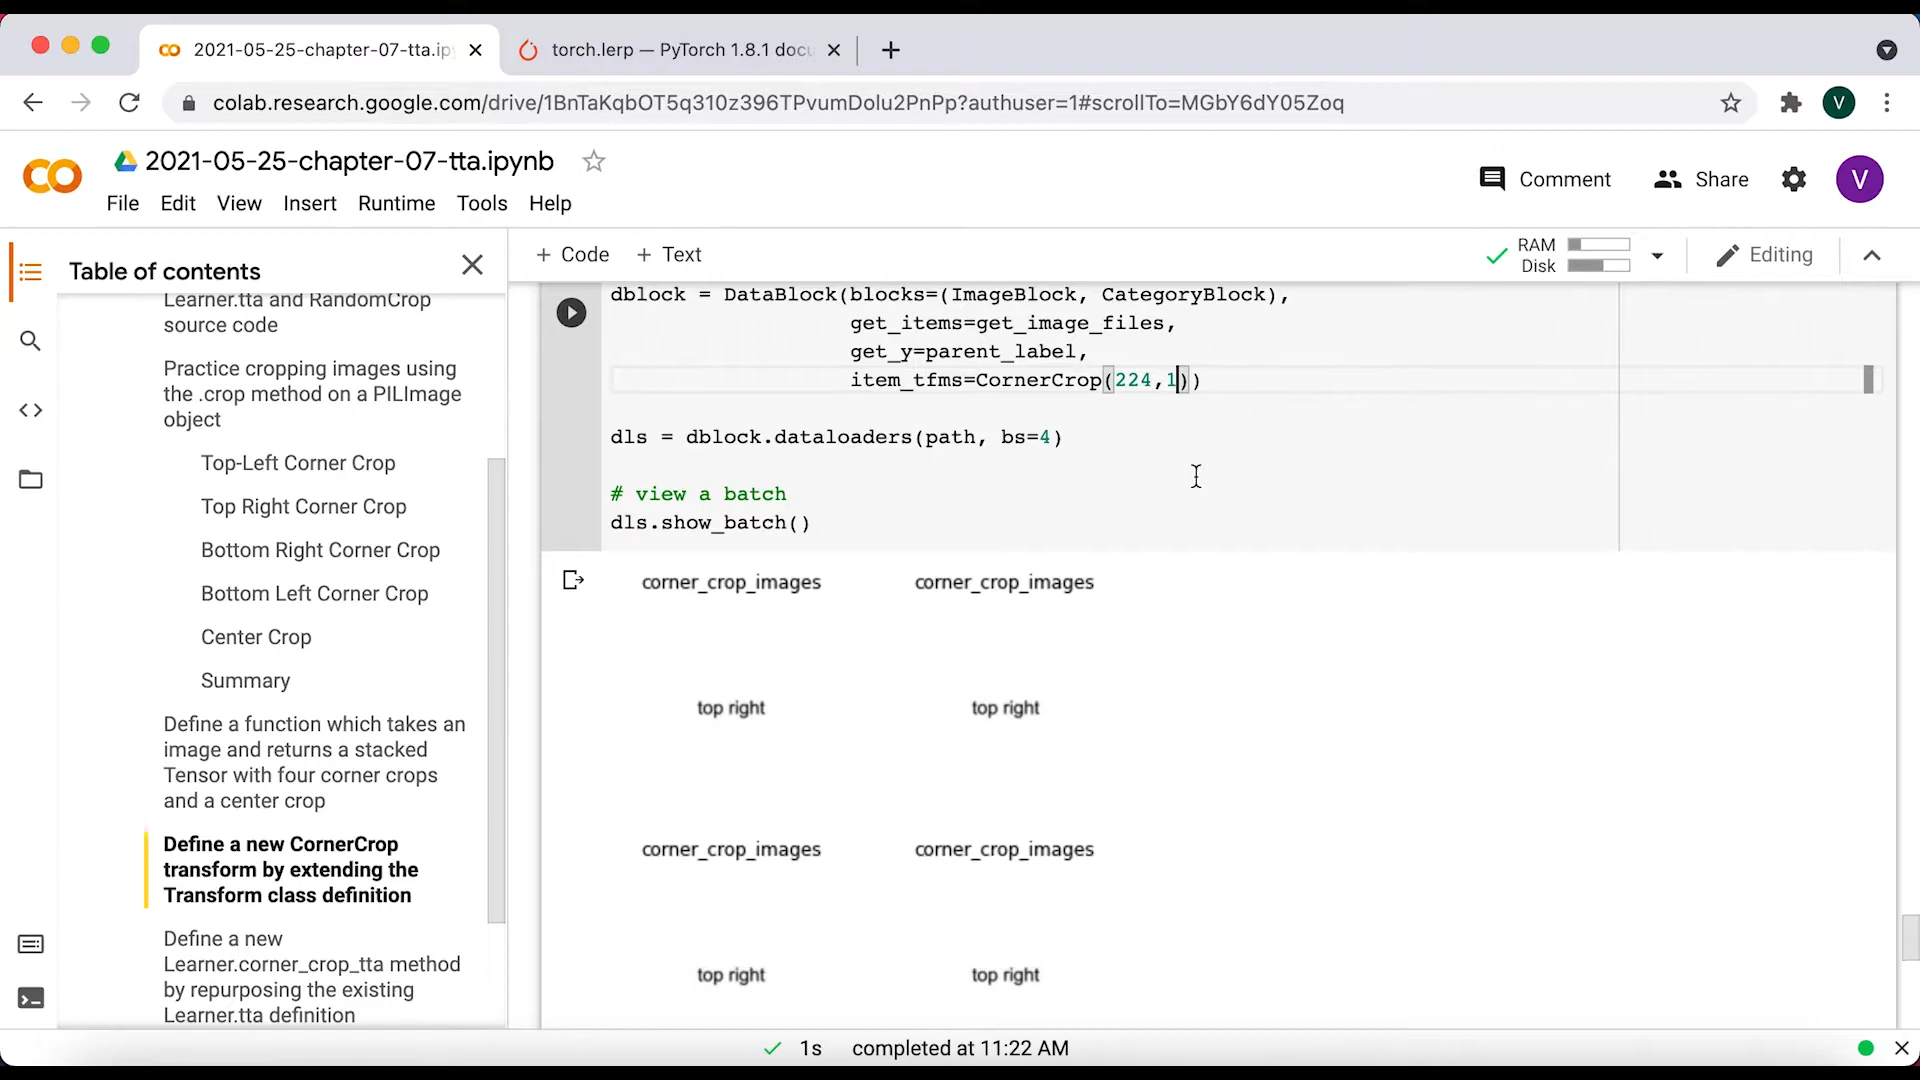 2021-05-25-chapter-07-tta.ip
torch.lerp — PyTorch 1.8.1 docu
colab.research.google.com/drive/1BnTaKqbOT5q310z396TPvumDolu2PnPp?authuser=1#scrollTo=MGbY6dY05Zoq
V
2021-05-25-chapter-07-tta.ipynb
Comment
Share
V
File Edit View Insert Runtime Tools Help
Table of contents
+ Code + Text
RAM
Disk
Editing
Learner.tta and RandomCrop
source code
Practice cropping images using
the .crop method on a PILImage
object
Top-Left Corner Crop
Top Right Corner Crop
Bottom Right Corner Crop
Bottom Left Corner Crop
Center Crop
Summary
Define a function which takes an
image and returns a stacked
Tensor with four corner crops
and a center crop
Define a new CornerCrop
transform by extending the
Transform class definition
Define a new
Learner.corner_crop_tta method
by repurposing the existing
Learner.tta definition
dblock = DataBlock(blocks=(ImageBlock, CategoryBlock),
get_items=get_image_files,
get_y=parent_label,
item_tfms=CornerCrop(224,1))
dls = dblock.dataloaders(path, bs=4)
# view a batch
dls.show_batch()
corner_crop_images corner_crop_images
top right top right
corner_crop_images corner_crop_images
top right top right
1s completed at 11:22 AM